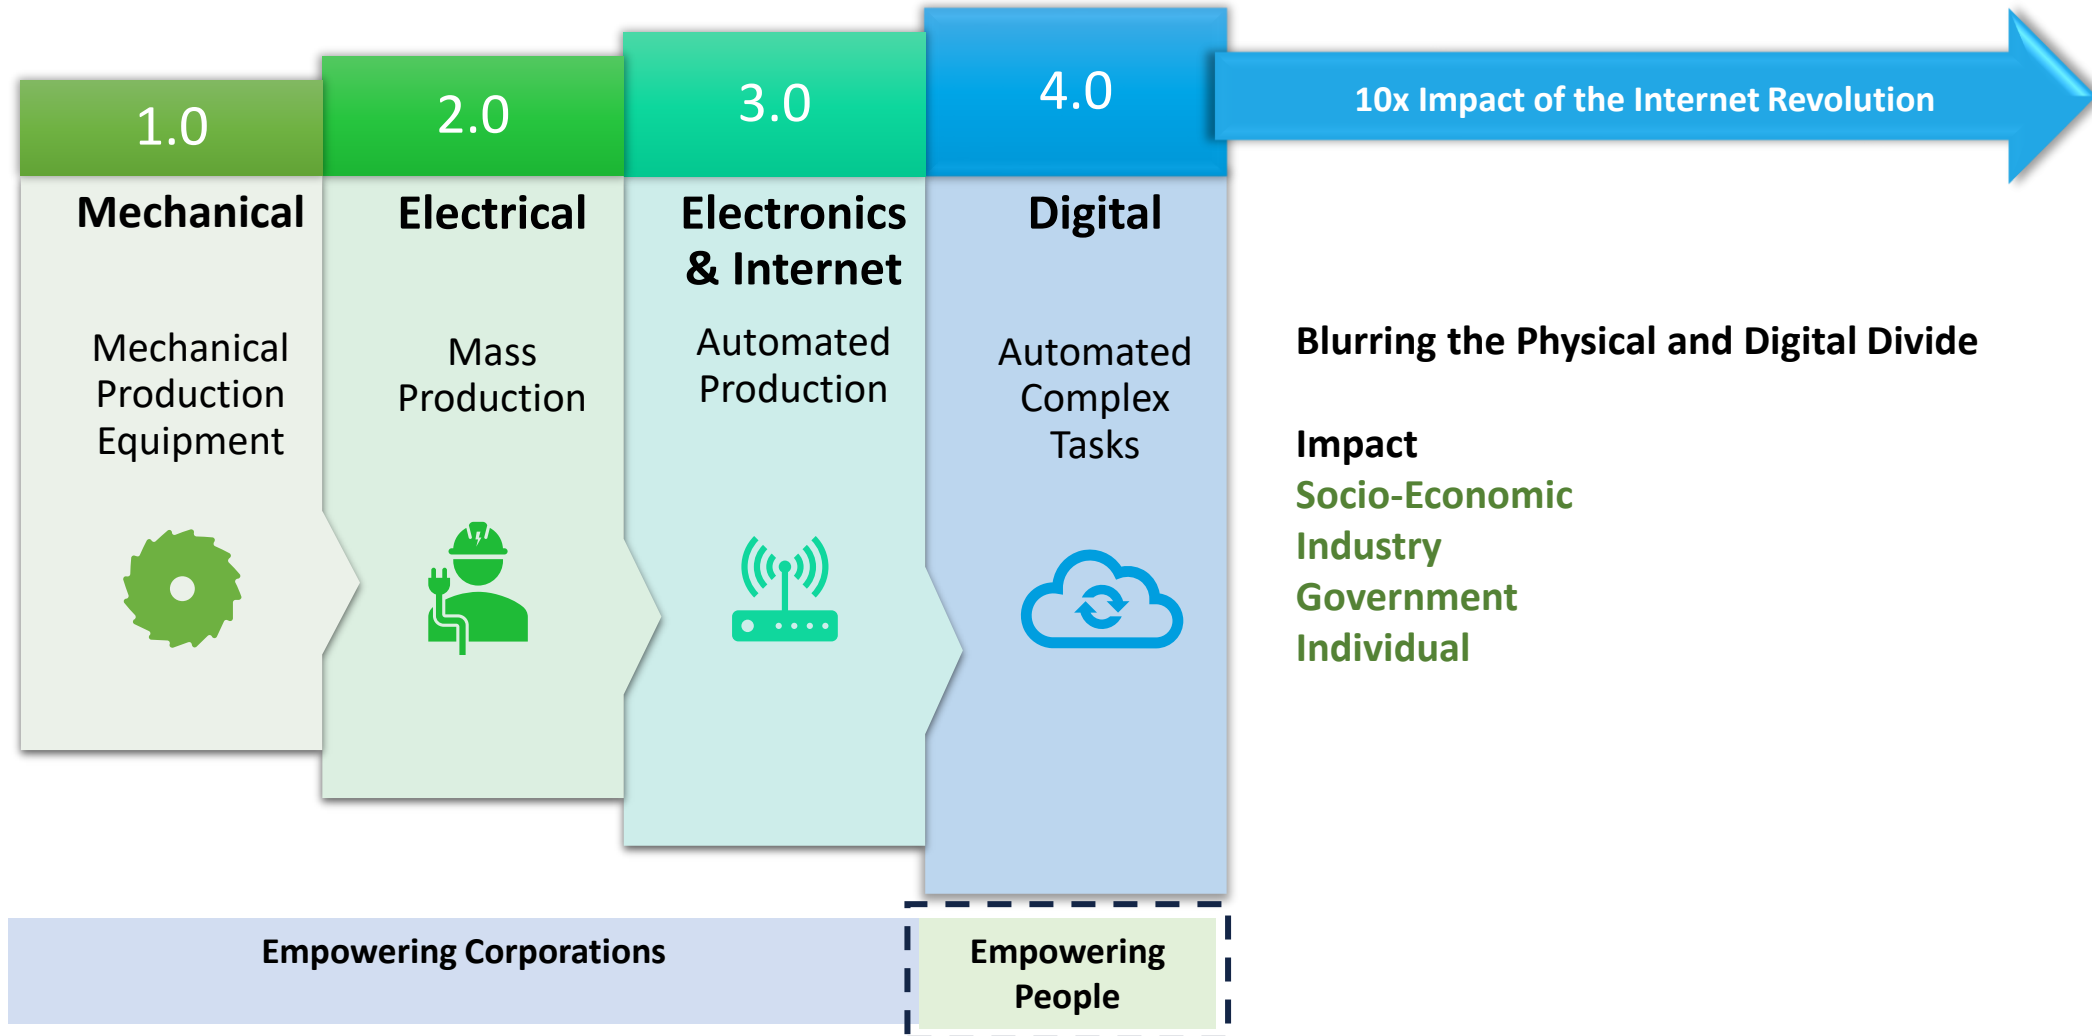 1.0
Mechanical
Mechanical
Production
Equipment
2.0
Electrical
Mass
Production
3.0
Electronics
& Internet
Automated
Production
4.0
Digital
Automated
Complex
Tasks
10x Impact of the Internet Revolution
Blurring the Physical and Digital Divide
Impact
Socio-Economic
Industry
Government
Individual
Empowering Corporations
Empowering
People